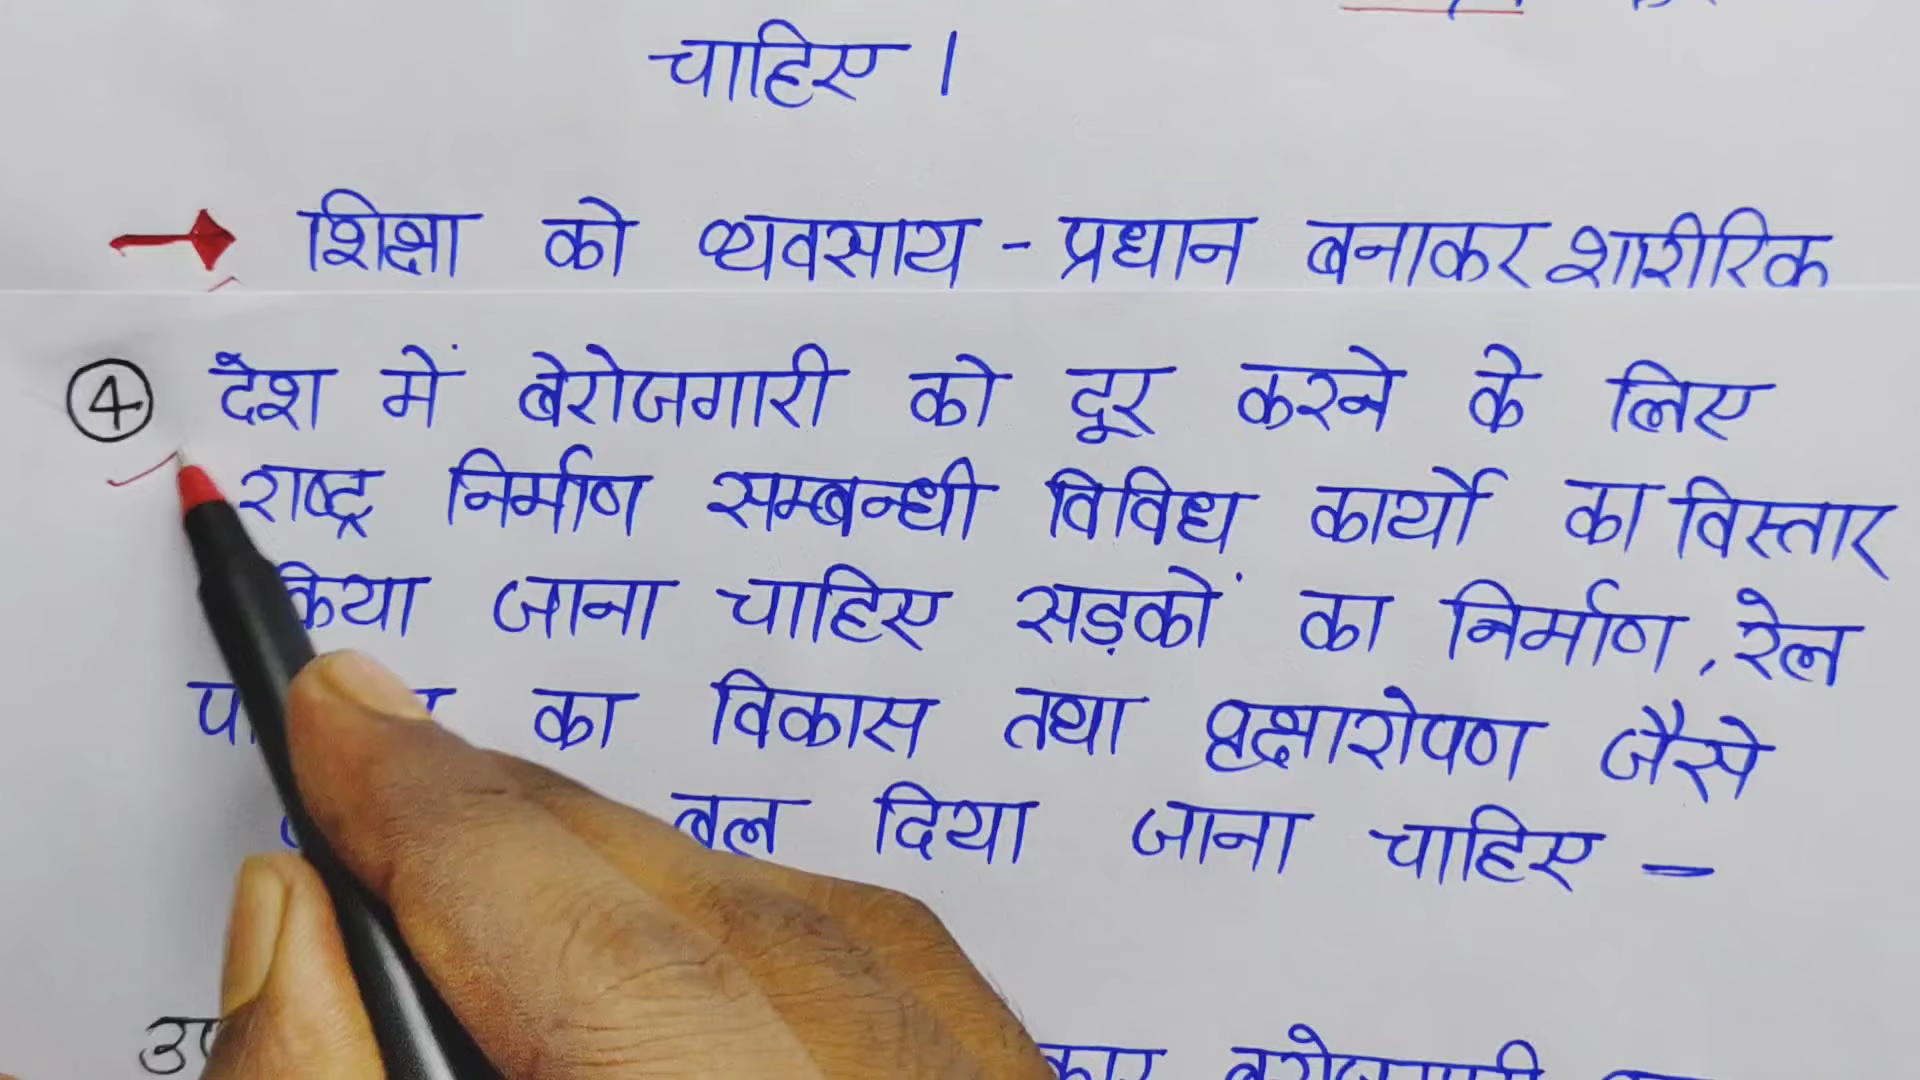 चाहिए ।
शिक्षा को व्यवसाय - प्रधान बनाकर शारीरिक
④ देश में बेरोजगारी को दूर करने के लिए
राष्ट्र निर्माण सम्बन्धी विविध कार्यो का विस्तार
किया जाना चाहिए सड़कों का निर्माण , रेल
का विकास तथा वृक्षारोपण जैसे
बल दिया जाना चाहिए –